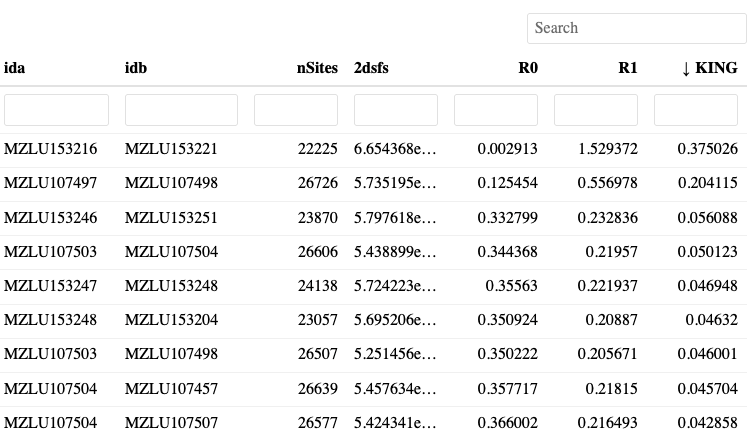 Search
ida idb nSites 2dsfs R0 R1 ↓ KING
MZLU153216 MZLU153221 22225 6.654368e… 0.002913 1.529372 0.375026
MZLU107497 MZLU107498 26726 5.735195e… 0.125454 0.556978 0.204115
MZLU153246 MZLU153251 23870 5.797618e… 0.332799 0.232836 0.056088
MZLU107503 MZLU107504 26606 5.438899e… 0.344368 0.21957 0.050123
MZLU153247 MZLU153248 24138 5.724223e… 0.35563 0.221937 0.046948
MZLU153248 MZLU153204 23057 5.695206e… 0.350924 0.20887 0.04632
MZLU107503 MZLU107498 26507 5.251456e… 0.350222 0.205671 0.046001
MZLU107504 MZLU107457 26639 5.457634e… 0.357717 0.21815 0.045704
MZLU107504 MZLU107507 26577 5.424341e… 0.366002 0.216493 0.042858